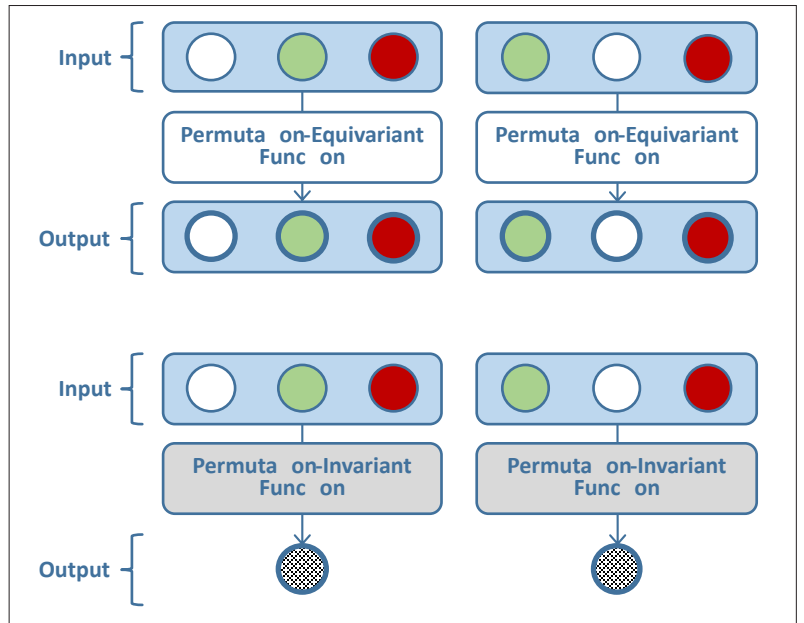 Input
Permuta on-Equivariant
Func on
Permuta on-Equivariant
Func on
Output
Input
Permuta on-Invariant
Func on
Permuta on-Invariant
Func on
Output